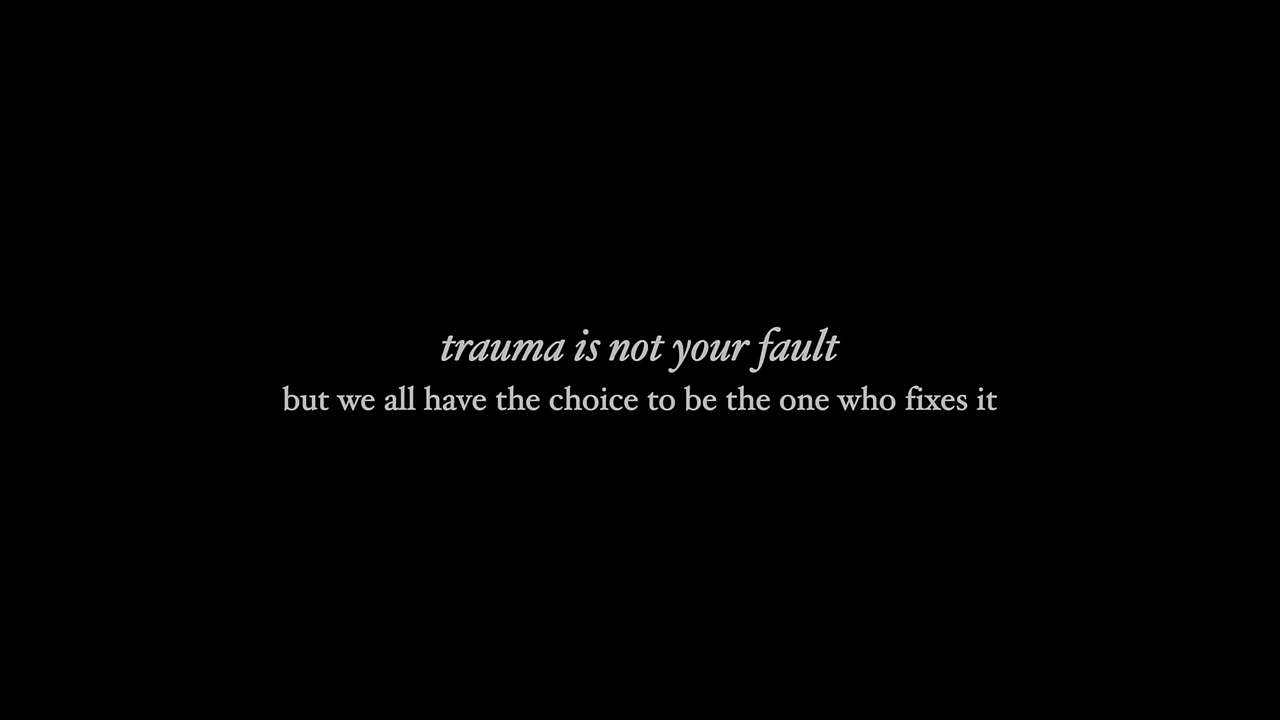 trauma is not your fault
but we all have the choice to be the one who fixes it